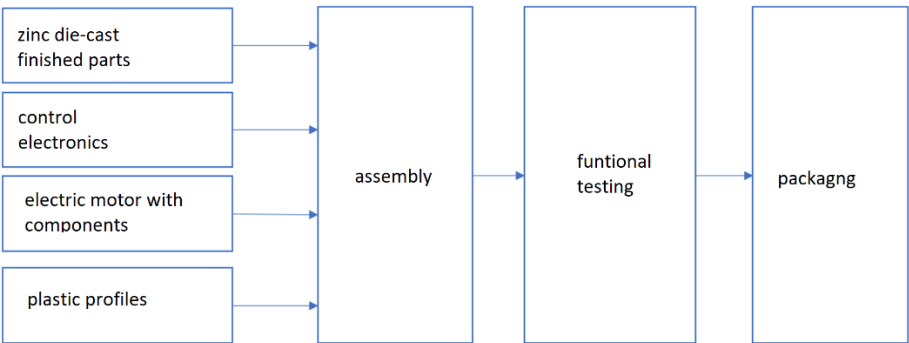 zinc die-cast
finished parts
control
electronics
electric motor with
components
plastic profiles
assembly
funtional
testing
packagng